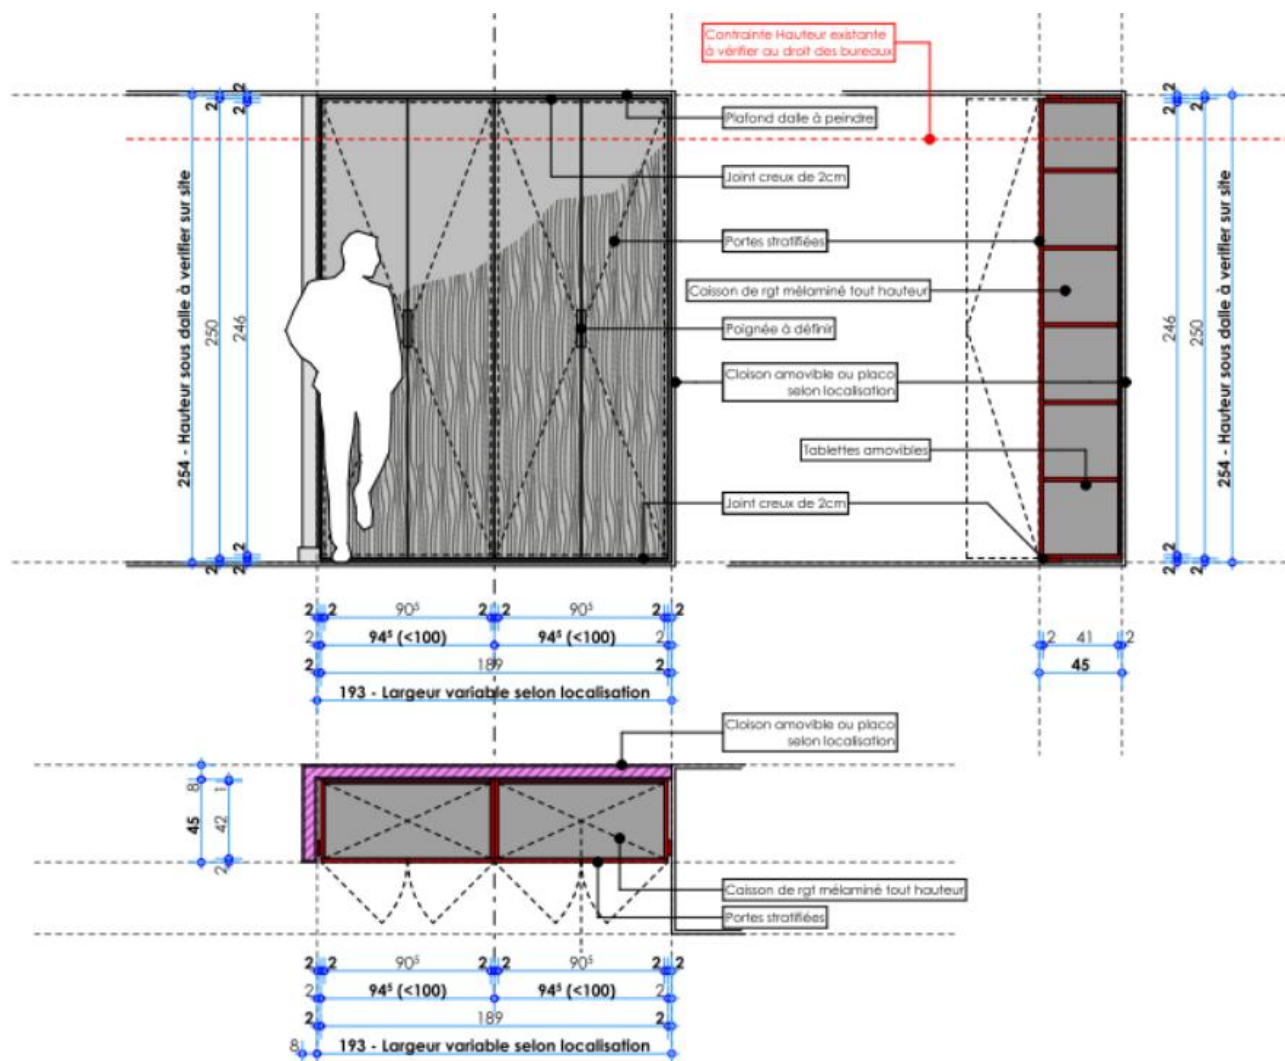 Contrainte Hauteur existante
à vérifier au droit des bureaux
Plafond dalle à peindre
Joint creux de 2cm
Portes stratifiées
Caisson de rgt mélaminé tout hauteur
Poignée à définir
Cloison amovible ou placo
selon localisation
Tablettes amovibles
Joint creux de 2cm
2
2
2
254 - Hauteur sous dalle à verifier sur site
250
246
2
2
2
2
2
2
246
250
254 - Hauteur sous dalle à verifier sur site
2
2
2
2 2 90⁵ 2 2 90⁵ 2 2
2 94⁵ (<100) 94⁵ (<100) 2
2 189 2
193 - Largeur variable selon localisation
2 41 2
45
Cloison amovible ou placo
selon localisation
8 1
45 42
2
Caisson de rgt mélaminé tout hauteur
Portes stratifiées
2 2 90⁵ 2 2 90⁵ 2 2
2 94⁵ (<100) 94⁵ (<100) 2
2 189 2
8 193 - Largeur variable selon localisation